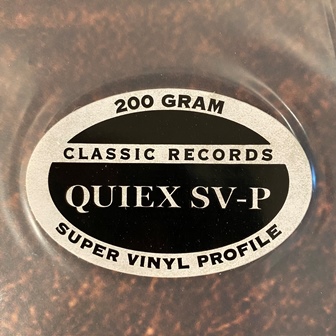 200 GRAM
CLASSIC RECORDS
QUIEX SV-P
SUPER VINYL PROFILE